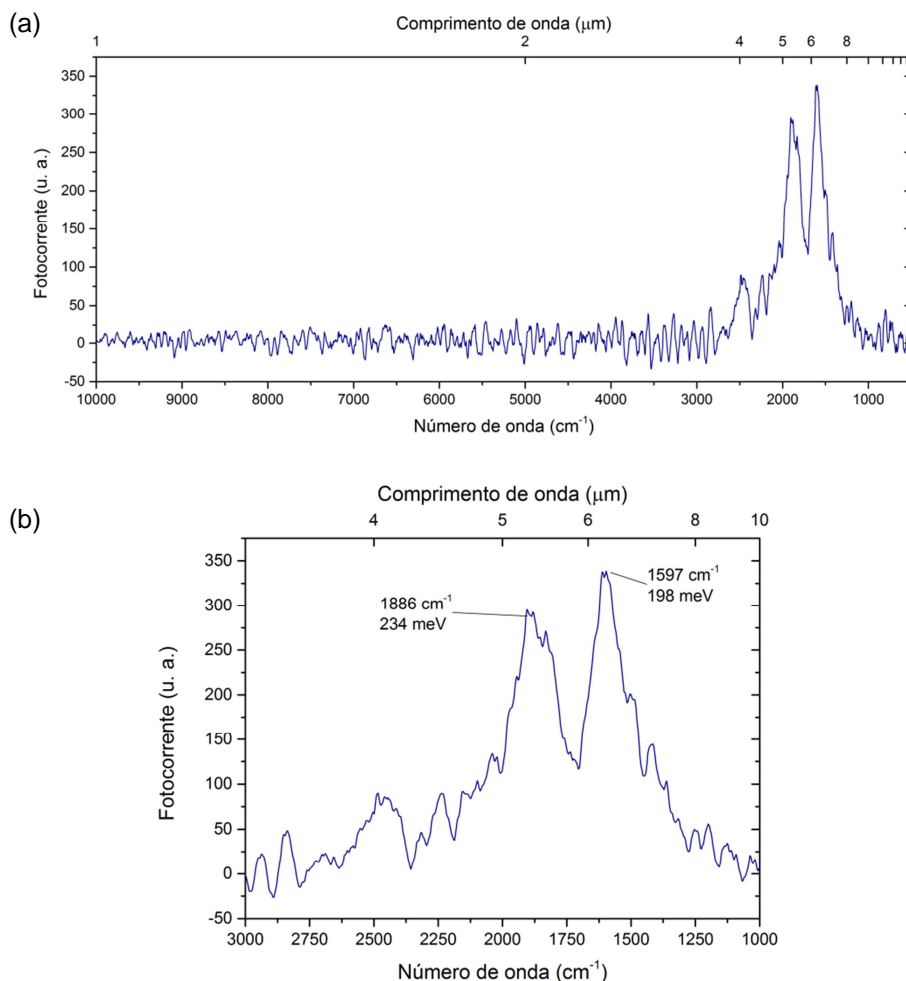 (a)
Comprimento de onda (μm)
1 2 4 5 6 8
350
300
250
200
150
100
50
0
-50
Fotocorrente (u. a.)
10000 9000 8000 7000 6000 5000 4000 3000 2000 1000
Número de onda (cm⁻¹)
(b)
Comprimento de onda (μm)
4 5 6 8 10
350
300
250
200
150
100
50
0
-50
Fotocorrente (u. a.)
1886 cm⁻¹
234 meV
1597 cm⁻¹
198 meV
3000 2750 2500 2250 2000 1750 1500 1250 1000
Número de onda (cm⁻¹)